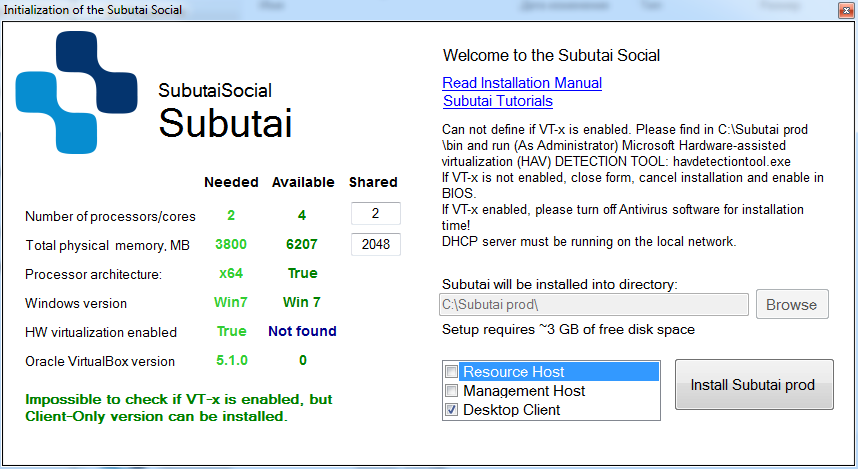 Initialization of the Subutai Social
SubutaiSocial
Subutai
Needed Available Shared
Number of processors/cores 2 4 2
Total physical memory, MB 3800 6207 2048
Processor architecture: x64 True
Windows version Win7 Win 7
HW virtualization enabled True Not found
Oracle VirtualBox version 5.1.0 0
Impossible to check if VT-x is enabled, but
Client-Only version can be installed.
Welcome to the Subutai Social
Read Installation Manual
Subutai Tutorials
Can not define if VT-x is enabled. Please find in C:\Subutai prod
\bin and run (As Administrator) Microsoft Hardware-assisted
virtualization (HAV) DETECTION TOOL: havdetectiontool.exe
If VT-x is not enabled, close form, cancel installation and enable in
BIOS.
If VT-x enabled, please turn off Antivirus software for installation
time!
DHCP server must be running on the local network.
Subutai will be installed into directory:
C:\Subutai prod\ Browse
Setup requires ~3 GB of free disk space
Resource Host
Management Host
Desktop Client
Install Subutai prod